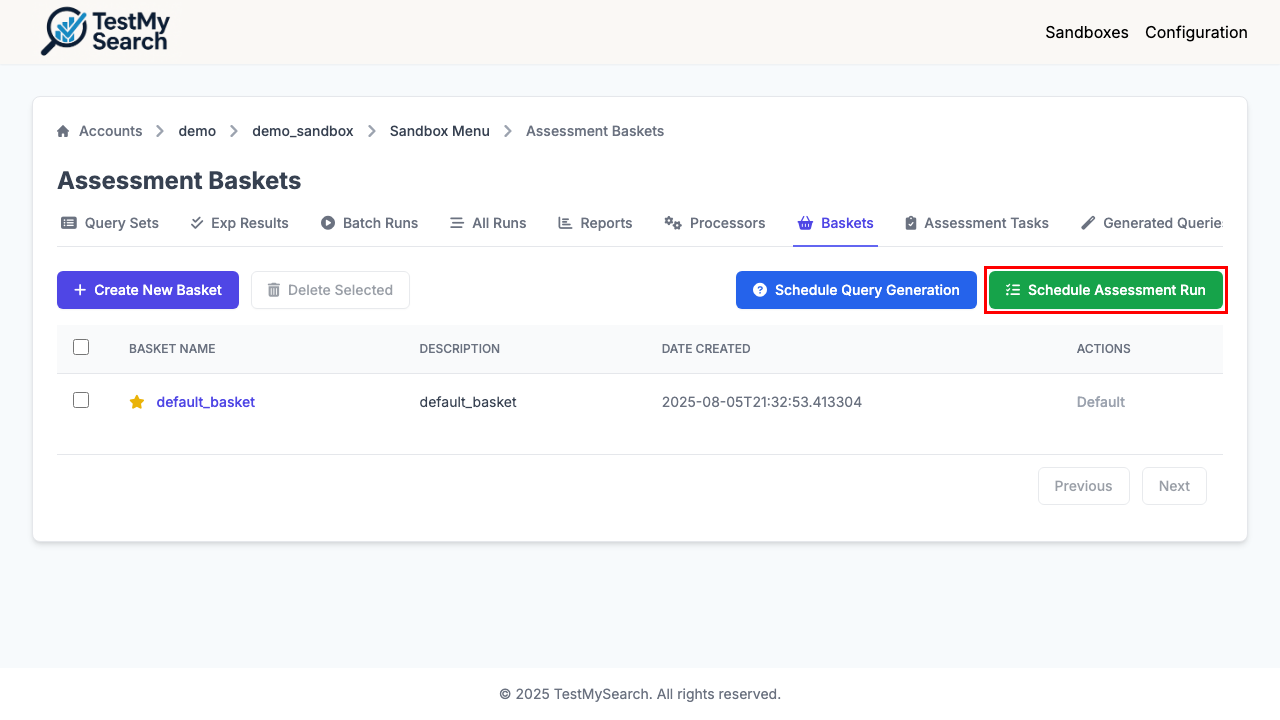 TestMy
Search
Sandboxes Configuration
Accounts demo demo_sandbox Sandbox Menu Assessment Baskets
Assessment Baskets
Query Sets Exp Results Batch Runs All Runs Reports Processors Baskets Assessment Tasks Generated Querie
Create New Basket Delete Selected Schedule Query Generation Schedule Assessment Run
BASKET NAME DESCRIPTION DATE CREATED ACTIONS
default_basket default_basket 2025-08-05T21:32:53.413304 Default
Previous Next
© 2025 TestMySearch. All rights reserved.